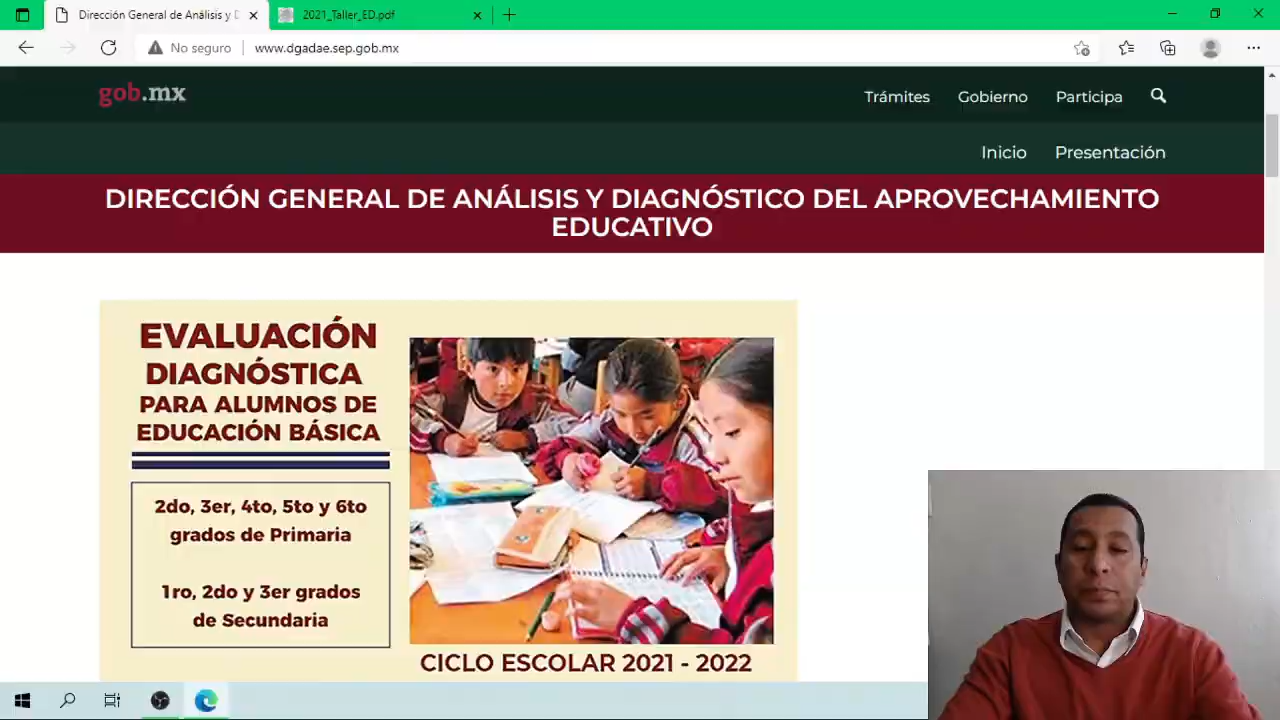 Dirección General de Análisis y D
2021_Taller_ED.pdf
No seguro
www.dgadae.sep.gob.mx
gob.mx
Trámites
Gobierno
Participa
Inicio
Presentación
DIRECCIÓN GENERAL DE ANÁLISIS Y DIAGNÓSTICO DEL APROVECHAMIENTO
EDUCATIVO
EVALUACIÓN
DIAGNÓSTICA
PARA ALUMNOS DE
EDUCACIÓN BÁSICA
2do, 3er, 4to, 5to y 6to
grados de Primaria
1ro, 2do y 3er grados
de Secundaria
CICLO ESCOLAR 2021 - 2022